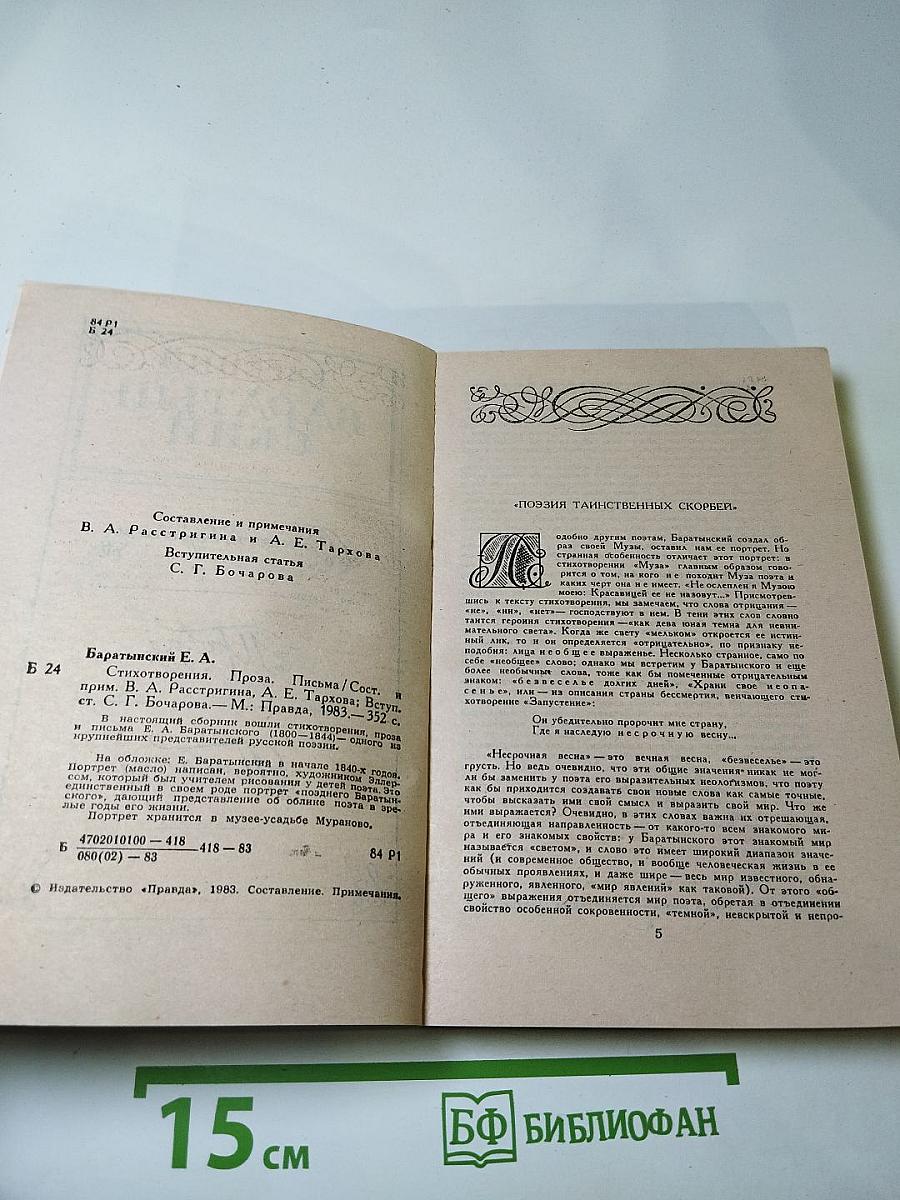 84 Р1
Б 24
Составление и примечания
В. А. Расстригина и А. Е. Тархова
Вступительная статья
С. Г. Бочарова
Баратынский Е. А.
Б 24
Стихотворения. Проза. Письма/Сост. и
прим. В. А. Расстригина, А. Е. Тархова; Вступ.
ст. С. Г. Бочарова.— М.: Правда, 1983.— 352 с.
В настоящий сборник вошли стихотворения, проза
и письма Е. А. Баратынского (1800—1844)— одного из
крупнейших представителей русской поэзии.
На обложке: Е. Баратынский в начале 1840-х годов.
Портрет (масло) написан, вероятно, художником Эллер-
сом, который был учителем рисования у детей поэта. Это
единственный в своем роде портрет «позднего Баратын-
ского», дающий представление об облике поэта в зре-
лые годы его жизни.
Портрет хранится в музее-усадьбе Мураново.
Б 4702010100 — 418
080(02) — 83
418 — 83
84 Р1
© Издательство «Правда», 1983. Составление. Примечания.
«ПОЭЗИЯ ТАИНСТВЕННЫХ СКОРБЕЙ»
Подобно другим поэтам, Баратынский создал об-
раз своей Музы, оставил нам ее портрет. Но
странная особенность отличает этот портрет: в
стихотворении «Муза» главным образом гово-
рится о том, на кого не походит Муза поэта и
каких черт она не имеет. «Не ослеплен я Музою
моею: Красавицей ее не назовут...» Присмотрев-
шись к тексту стихотворения, мы замечаем, что слова отрицания —
«не», «ни», «нет»— господствуют в нем. В тени этих слов словно
таится героиня стихотворения —«как дева юная темна для невни-
мательного света». Когда же свету «мельком» откроется ее истин-
ный лик, то и он определяется «отрицательно», по признаку не-
подобия: лица необщее выраженье. Несколько странное, само по
себе «необщее» слово; однако мы встретим у Баратынского и еще
более необычные слова, тоже как бы помеченные отрицательным
знаком: «безвеселье долгих дней», «Храни свое неопа-
сенье», или — из описания страны бессмертия, венчающего сти-
хотворение «Запустение»:
Он убедительно пророчит мне страну,
Где я наследую несрочную весну...
«Несрочная весна»— это вечная весна, «безвеселье»— это
грусть. Но ведь очевидно, что эти общие значения никак не мог-
ли бы заменить у поэта его выразительных неологизмов, что поэту
как бы приходится создавать свои новые слова как самые точные,
чтобы высказать ими свой смысл и выразить свой мир. Что же
ими выражается? Очевидно, в этих словах важна их отрешающая,
отъединяющая направленность — от какого-то всем знакомого ми-
ра и его знакомых свойств: у Баратынского этот знакомый мир
называется «светом», и слово это имеет широкий диапазон значе-
ний (и современное общество, и вообще человеческая жизнь в ее
обычных проявлениях, и даже шире — весь мир известного, обна-
руженного, явленного, «мир явлений» как таковой). От этого «об-
щего» выражения отъединяется мир поэта, обретая в отъединении
свойство особенной сокровенности, «темной», невскрытой и непро-
5
15 см
БФ БИБЛИОФАН